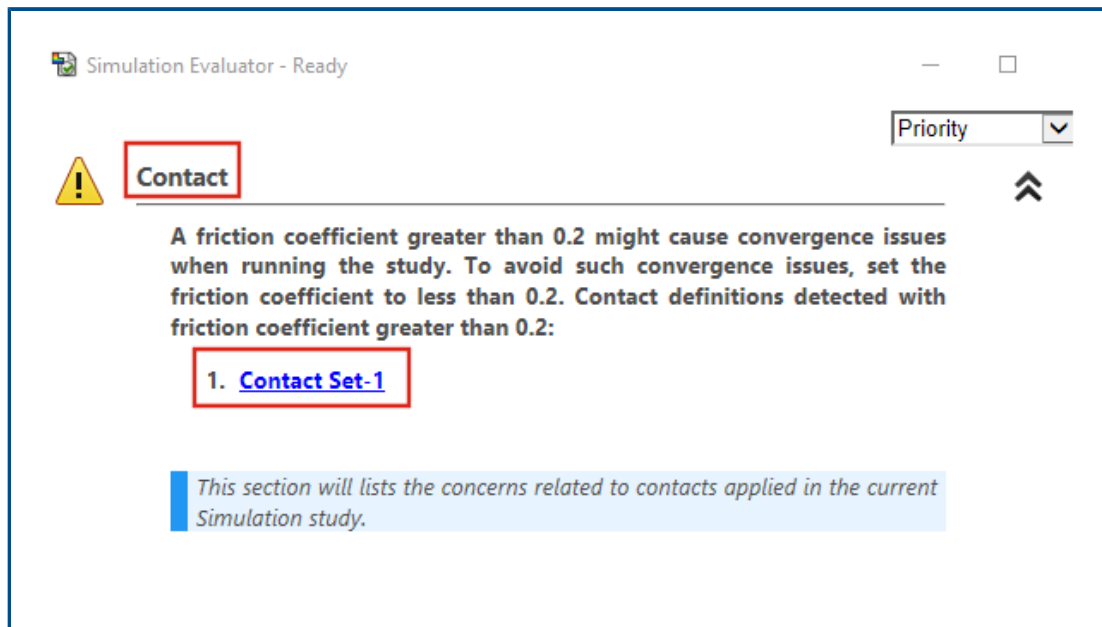 Simulation Evaluator - Ready
Priority
Contact
A friction coefficient greater than 0.2 might cause convergence issues
when running the study. To avoid such convergence issues, set the
friction coefficient to less than 0.2. Contact definitions detected with
friction coefficient greater than 0.2:
1. Contact Set-1
This section will lists the concerns related to contacts applied in the current
Simulation study.